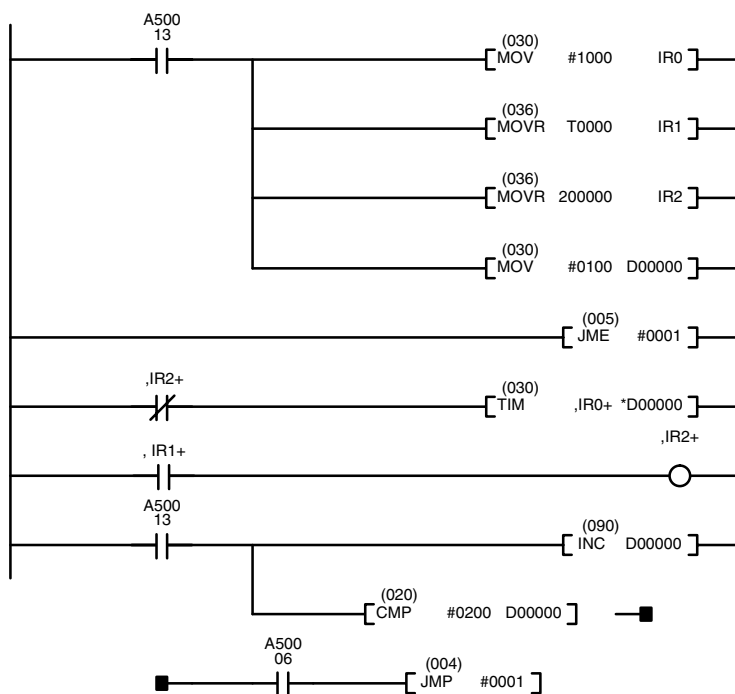 A500
13
(030)
MOV #1000 IR0
(036)
MOVR T0000 IR1
(036)
MOVR 200000 IR2
(030)
MOV #0100 D00000
(005)
JME #0001
,IR2+
(030)
TIM ,IR0+ *D00000
,IR2+
, IR1+
A500
13
(090)
INC D00000
(020)
CMP #0200 D00000
A500
06
(004)
JMP #0001